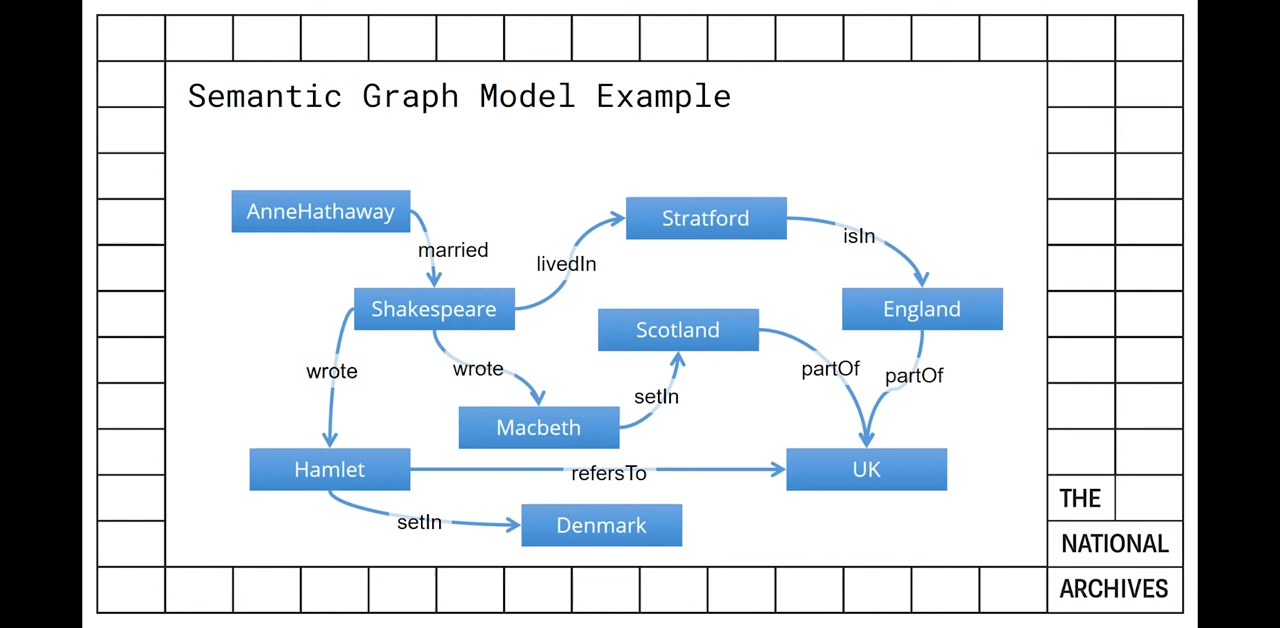 Semantic Graph Model Example
AnneHathaway
Stratford
married
livedIn
isIn
Shakespeare
England
Scotland
wrote
wrote
partOf
partOf
setIn
Macbeth
Hamlet
refersTo
UK
setIn
Denmark
THE
NATIONAL
ARCHIVES